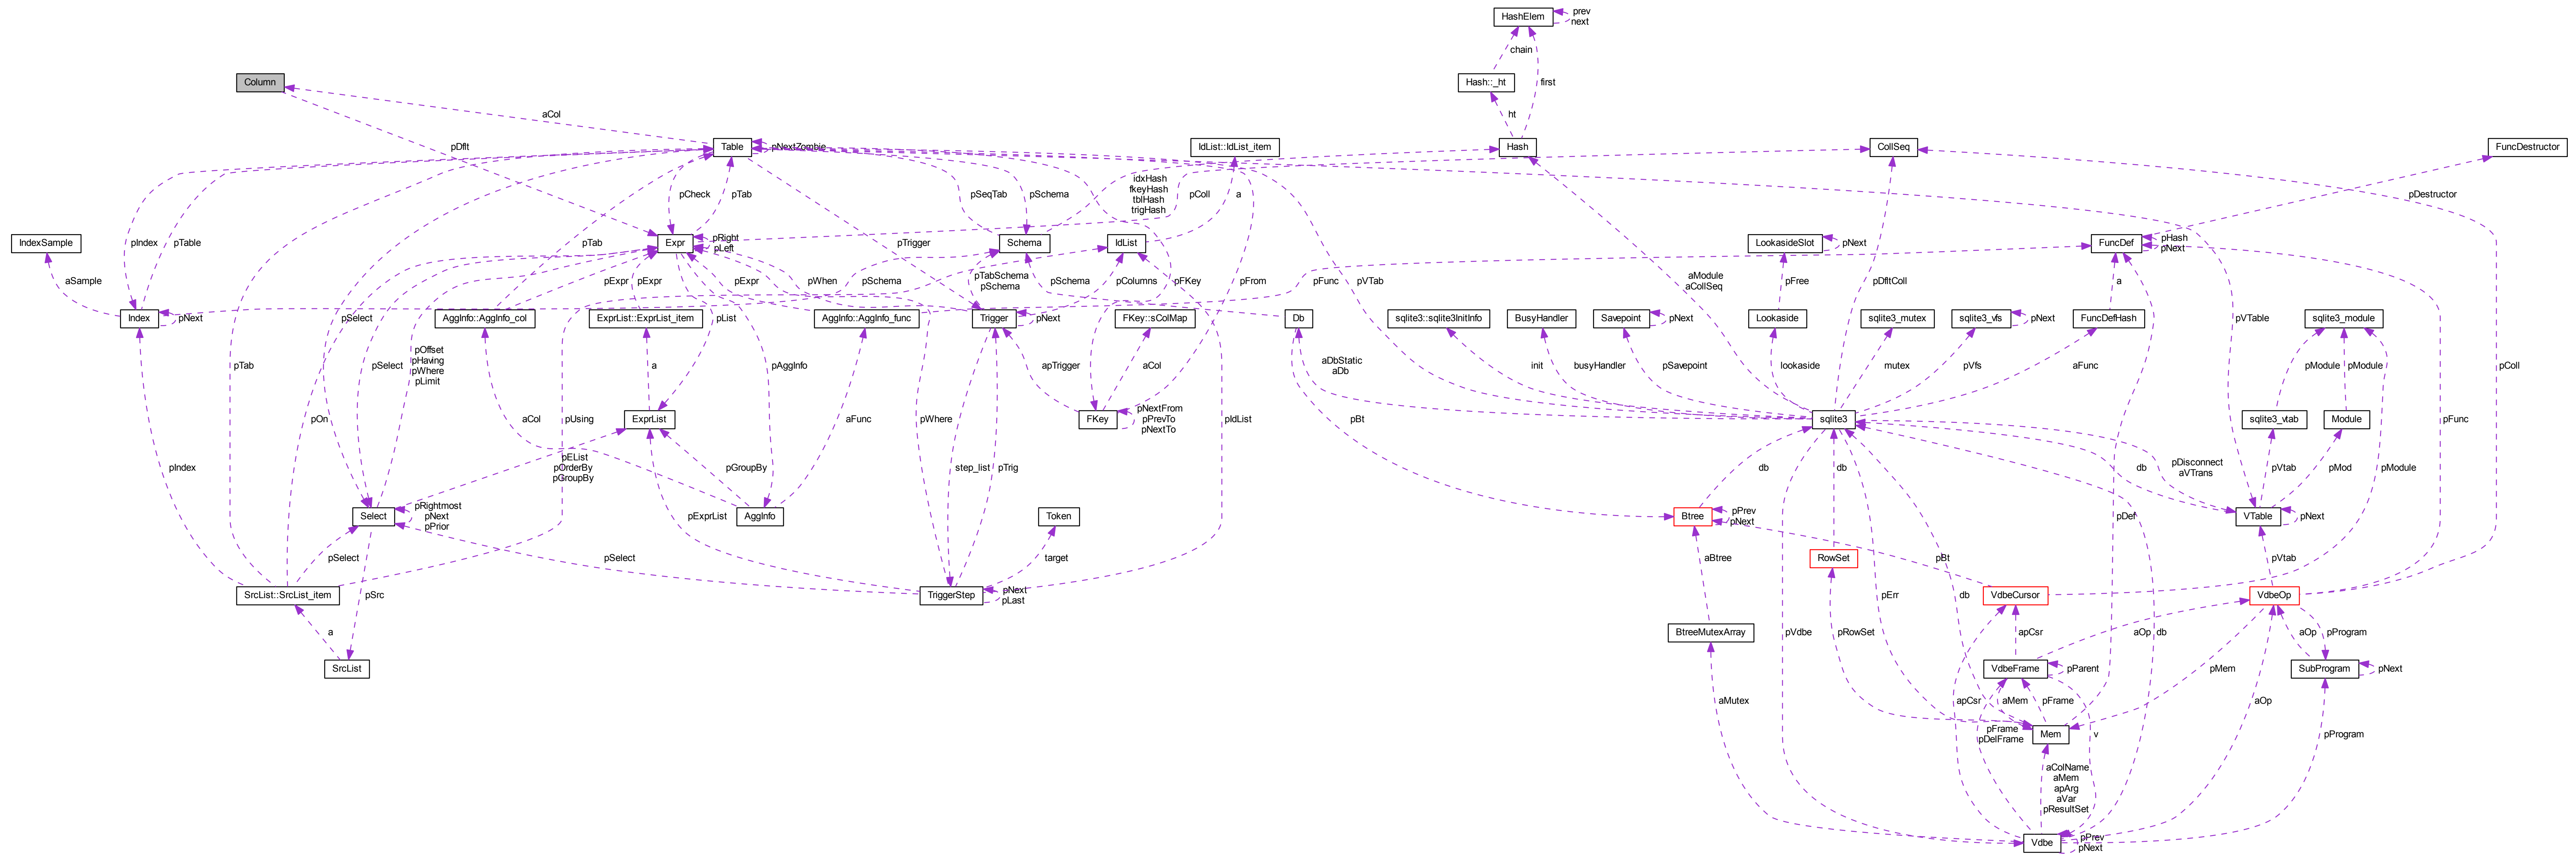 HashElem
prev
next
chain
Column
Hash::_ht
first
aCol
ht
Table
pNextZombie
IdList::IdList_item
Hash
CollSeq
FuncDestructor
pDflt
pCheck
pTab
pSeqTab
pSchema
idxHash
fkeyHash
tblHash
trigHash
a
pColl
pDestructor
IndexSample
pIndex
pTable
pTab
Expr
pRight
pLeft
pTrigger
Schema
IdList
LookasideSlot
pNext
FuncDef
pHash
pNext
aSample
pExpr
pExpr
pExpr
pWhen
pSchema
pTabSchema
pSchema
pColumns
pSchema
pFKey
pFrom
pFunc
pVTab
aModule
aCollSeq
pDfltColl
pFree
a
Index
pNext
pSelect
AggInfo::AggInfo_col
ExprList::ExprList_item
pList
AggInfo::AggInfo_func
Trigger
pNext
FKey::sColMap
Db
sqlite3::sqlite3InitInfo
BusyHandler
Savepoint
pNext
Lookaside
sqlite3_mutex
sqlite3_vfs
pNext
FuncDefHash
pVTable
sqlite3_module
pTab
pSelect
pOffset
pHaving
pWhere
pLimit
a
pAggInfo
apTrigger
aCol
aDbStatic
aDb
init
busyHandler
pSavepoint
lookaside
mutex
pVfs
aFunc
pModule
pModule
pColl
pOn
pUsing
ExprList
aCol
aFunc
pWhere
FKey
pNextFrom
pPrevTo
pNextTo
pIdList
pBt
sqlite3
sqlite3_vtab
Module
pFunc
pIndex
pEList
pOrderBy
pGroupBy
pGroupBy
step_list
pTrig
db
db
db
pDisconnect
aVTrans
pVtab
pMod
pModule
Select
pRightmost
pNext
pPrior
AggInfo
pExprList
Token
Btree
pPrev
pNext
pDef
VTable
pNext
pSelect
pSelect
target
aBtree
RowSet
pBt
pVtab
SrcList::SrcList_item
pSrc
TriggerStep
pNext
pLast
pErr
db
VdbeCursor
VdbeOp
a
BtreeMutexArray
pVdbe
pRowSet
apCsr
aOp
db
pProgram
aOp
SrcList
VdbeFrame
pParent
pMem
SubProgram
pNext
aMutex
apCsr
aMem
pFrame
aOp
pFrame
pDelFrame
Mem
v
pProgram
aColName
aMem
apArg
aVar
pResultSet
Vdbe
pPrev
pNext